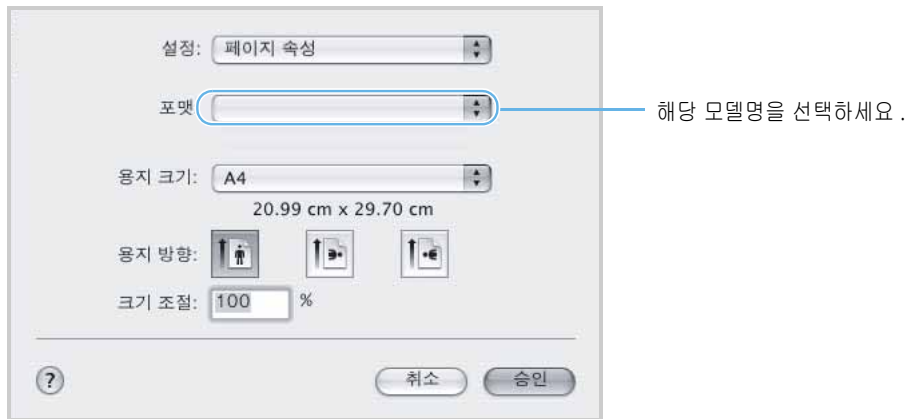 설정: 페이지 속성
포맷
해당 모델명을 선택하세요 .
용지 크기: A4
20.99 cm x 29.70 cm
용지 방향:
크기 조절: 100 %
?
취소 승인